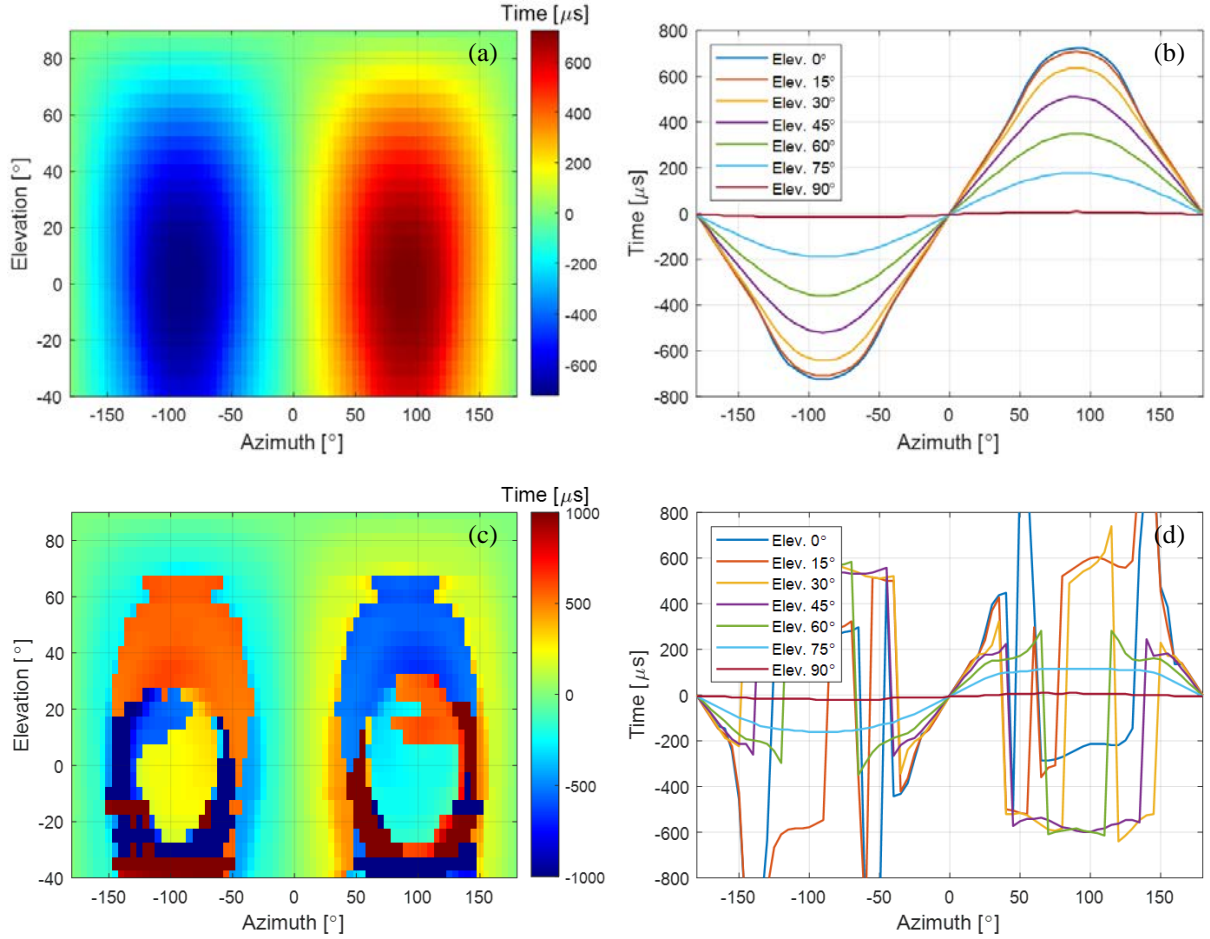 Time [μs]
(a)
80
60
40
20
0
20
-40
Elevation [°]
-100 -50 0 50 100 150
-150
Azimuth [°]
600
400
200
0
-200
-400
-600
(b)
800
600
400
200
0
-200
-400
-600
-800
Time [μs]
Elev. 0°
Elev. 15°
Elev. 30°
Elev. 45°
Elev. 60°
Elev. 75°
Elev. 90°
-150 -100 -50 0 50 100 150
Azimuth [°]
Time [μs]
(c)
80
60
40
20
0
-20
-40
Elevation [°]
-150 -100 -50 0 50 100 150
Azimuth [°]
1000
500
0
-500
-1000
(d)
800
600
400
200
0
-200
-400
-600
-800
Time [μs]
Elev. 0°
Elev. 15°
Elev. 30°
Elev. 45°
Elev. 60°
Elev. 75°
Elev. 90°
-150 -100 -50 0 50 100 150
Azimuth [°]